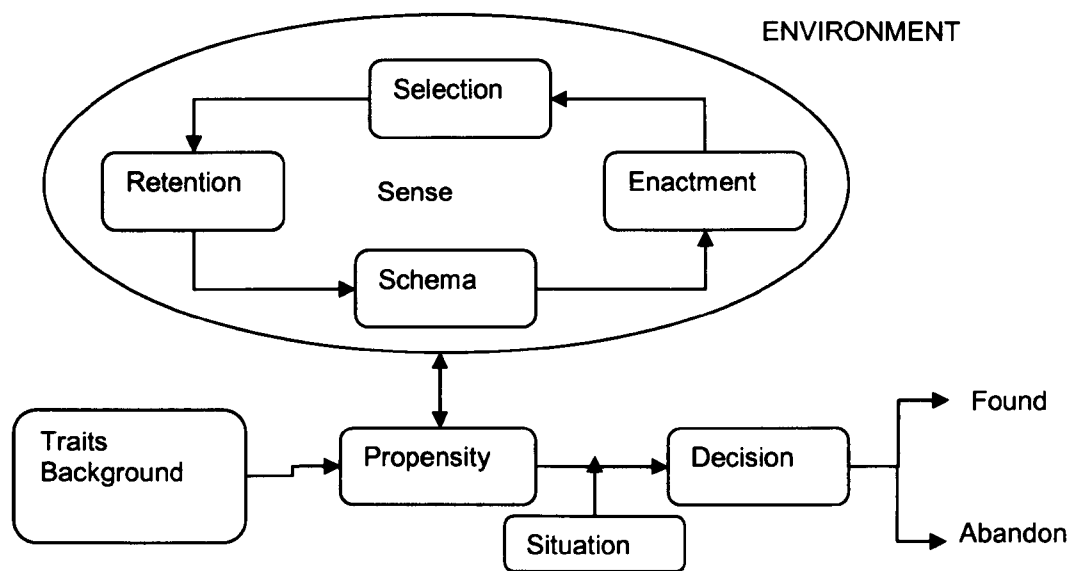 ENVIRONMENT
Selection
Retention
Sense
Enactment
Schema
Traits
Background
Propensity
Decision
Found
Situation
Abandon